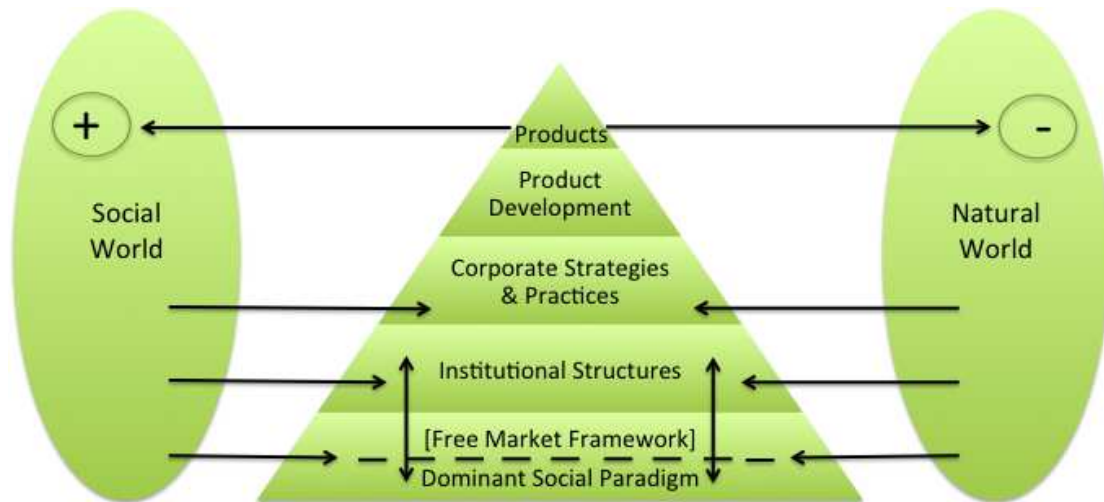 +
-
Products
Product
Development
Social
World
Natural
World
Corporate Strategies
& Practices
Institutional Structures
[Free Market Framework]
Dominant Social Paradigm